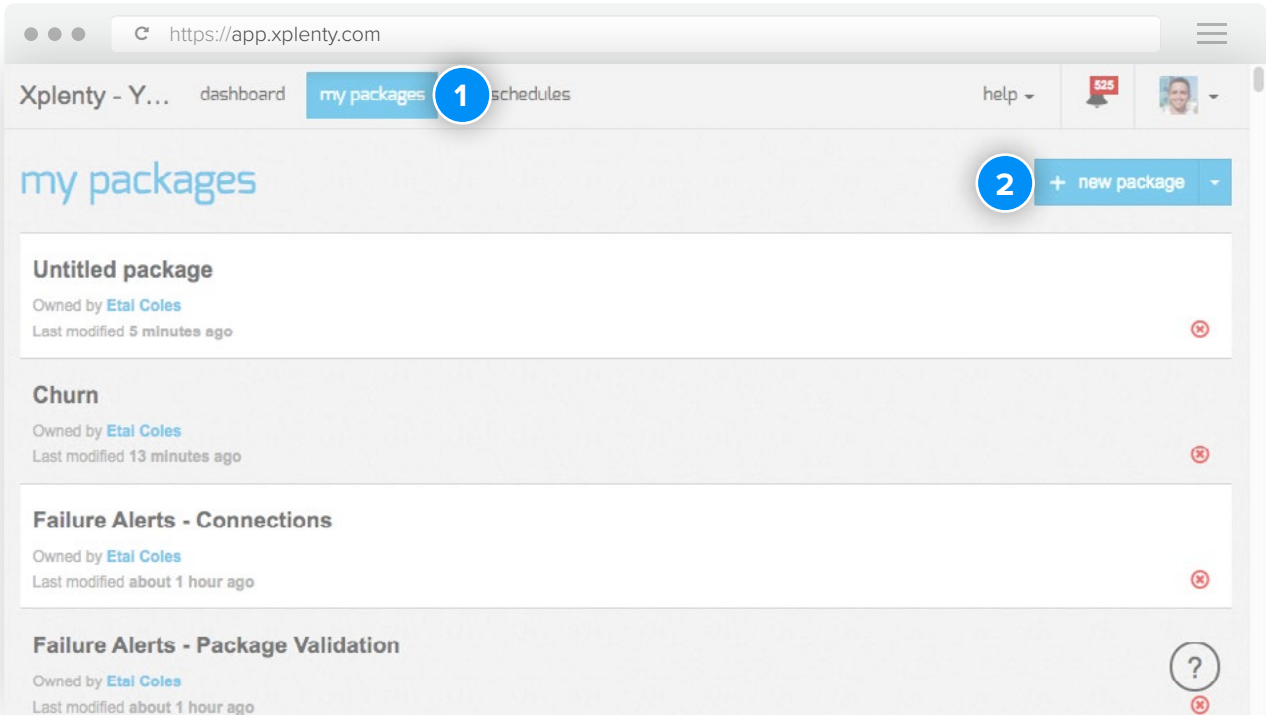 https://app.xplenty.com
Xplenty - Y... dashboard my packages 1 schedules help 525
my packages 2 + new package
Untitled package
Owned by Etai Coles
Last modified 5 minutes ago
Churn
Owned by Etai Coles
Last modified 13 minutes ago
Failure Alerts - Connections
Owned by Etai Coles
Last modified about 1 hour ago
Failure Alerts - Package Validation
Owned by Etai Coles
Last modified about 1 hour ago
?